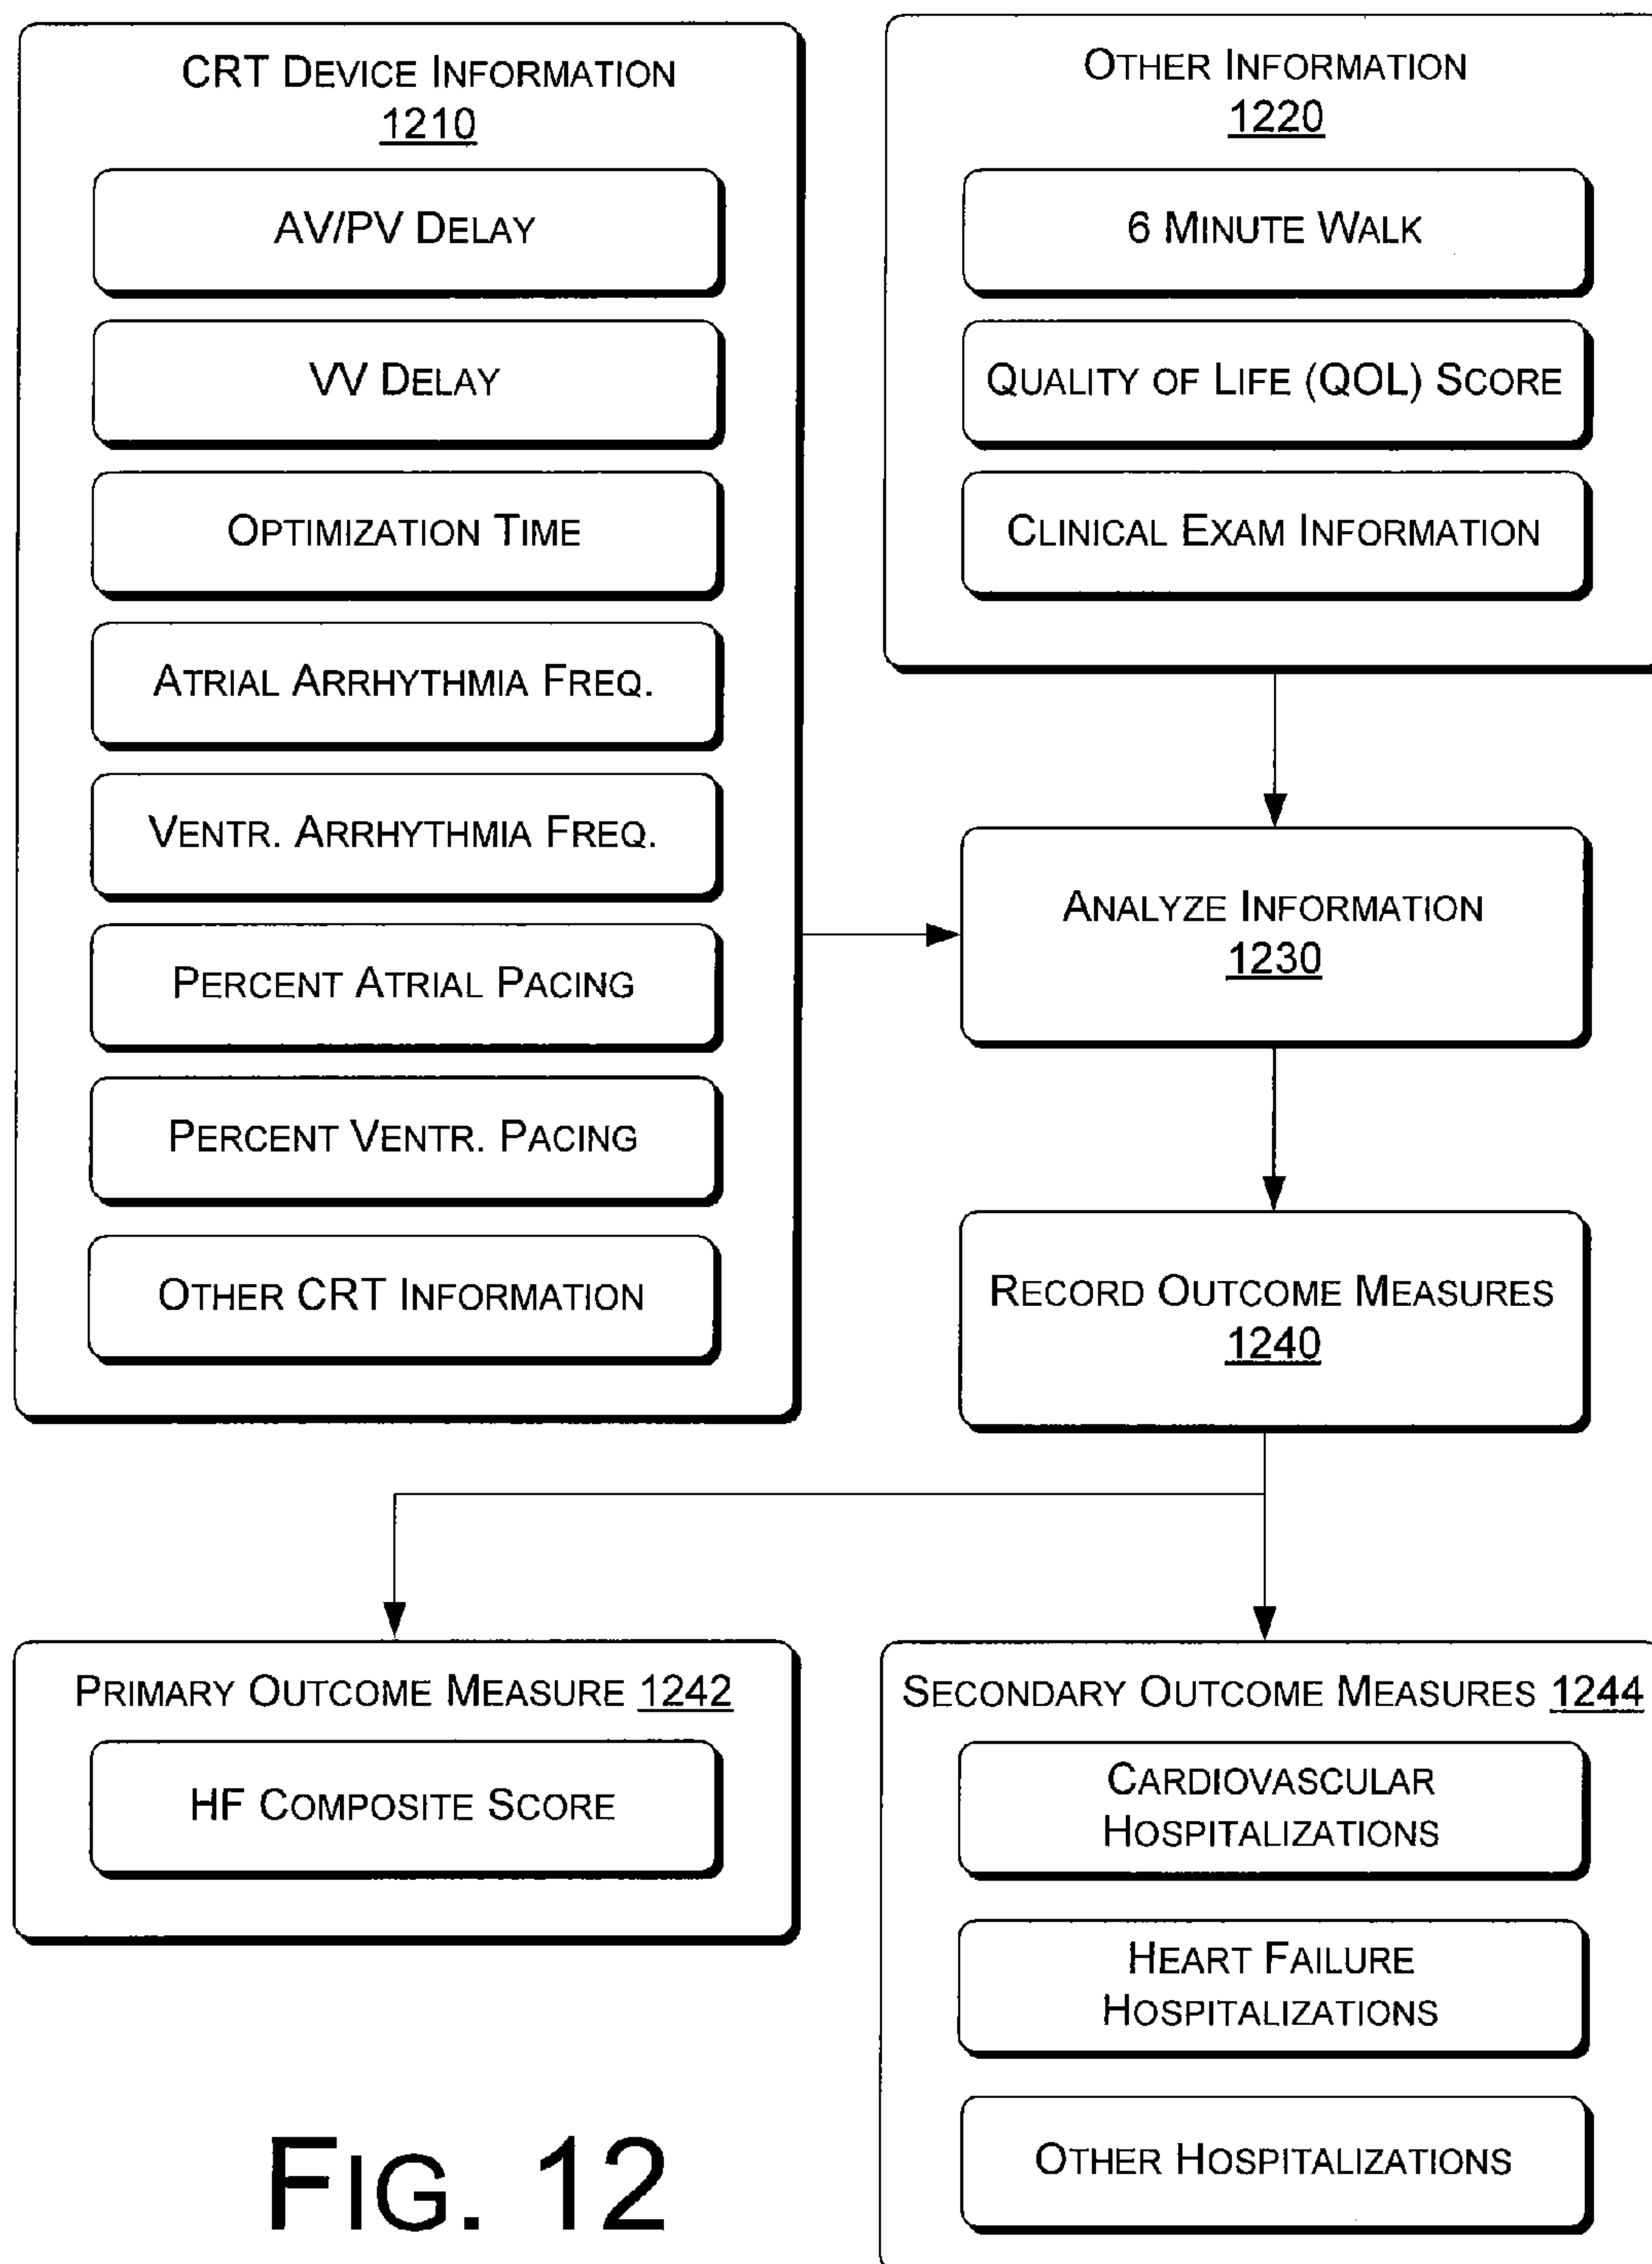 CRT DEVICE INFORMATION
1210
AV/PV DELAY
VV DELAY
OPTIMIZATION TIME
ATRIAL ARRHYTHMIA FREQ.
VENTR. ARRHYTHMIA FREQ.
PERCENT ATRIAL PACING
PERCENT VENTR. PACING
OTHER CRT INFORMATION
OTHER INFORMATION
1220
6 MINUTE WALK
QUALITY OF LIFE (QOL) SCORE
CLINICAL EXAM INFORMATION
ANALYZE INFORMATION
1230
RECORD OUTCOME MEASURES
1240
PRIMARY OUTCOME MEASURE 1242
HF COMPOSITE SCORE
SECONDARY OUTCOME MEASURES 1244
CARDIOVASCULAR
HOSPITALIZATIONS
HEART FAILURE
HOSPITALIZATIONS
OTHER HOSPITALIZATIONS
FIG. 12